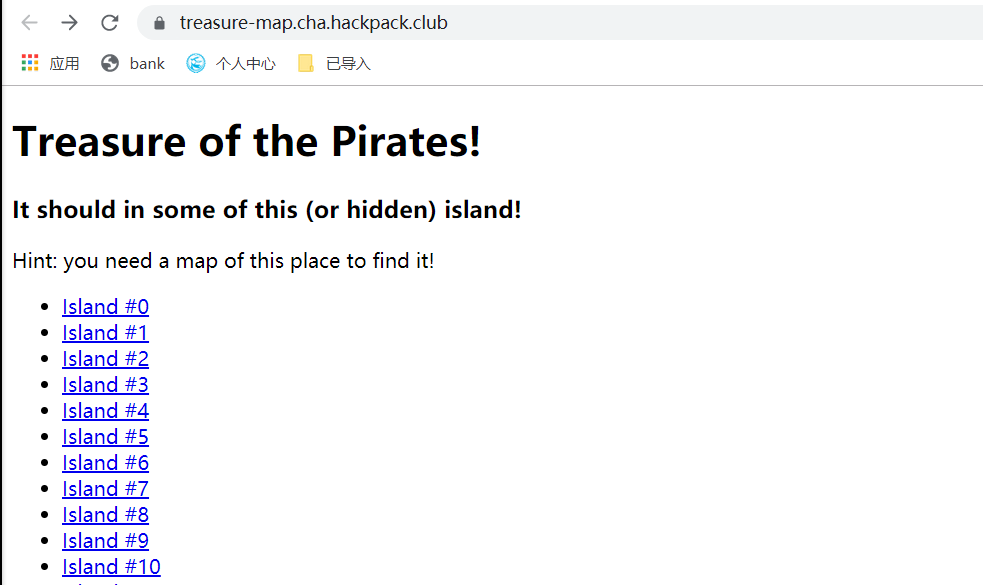 treasure-map.cha.hackpack.club
应用 bank 个人中心 已导入
Treasure of the Pirates!
It should in some of this (or hidden) island!
Hint: you need a map of this place to find it!
Island #0
Island #1
Island #2
Island #3
Island #4
Island #5
Island #6
Island #7
Island #8
Island #9
Island #10